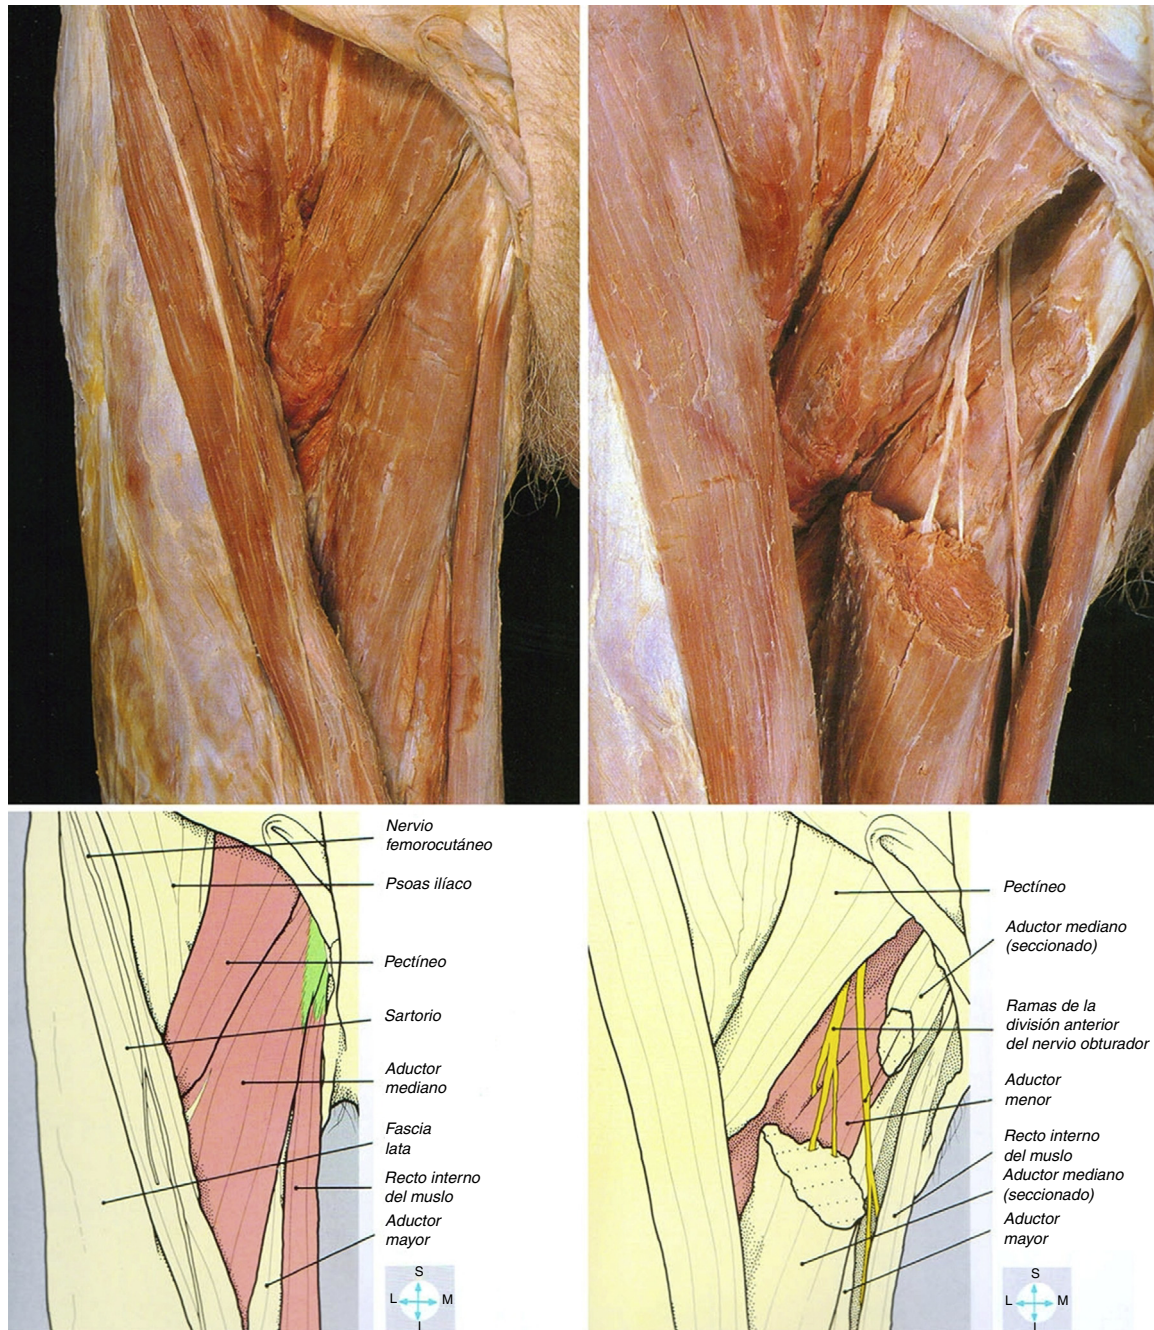 Nervio
femorocutáneo
Psoas ilíaco
Pectíneo
Sartorio
Aductor
mediano
Fascia
lata
Recto interno
del muslo
Aductor
mayor
S
L M
I
Pectíneo
Aductor mediano
(seccionado)
Ramas de la
división anterior
del nervio obturador
Aductor
menor
Recto interno
del muslo
Aductor mediano
(seccionado)
Aductor
mayor
S
L M
I